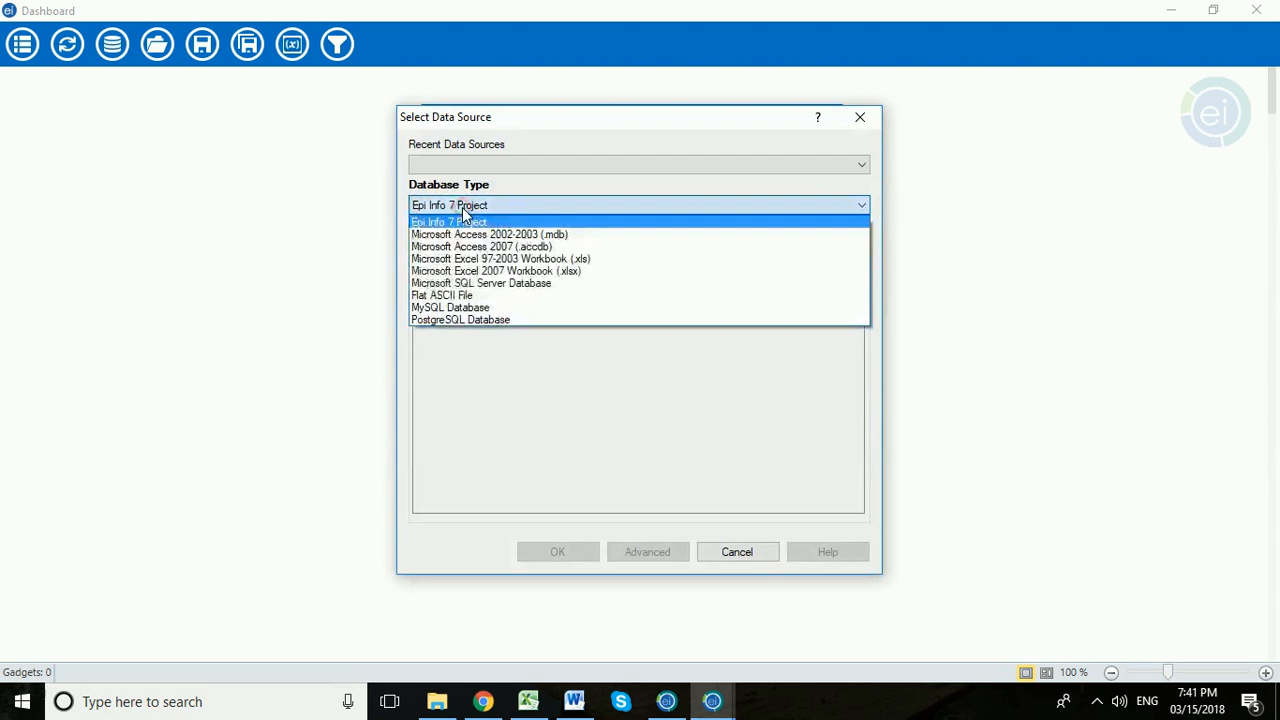 ei Dashboard
ei
Select Data Source
?
Recent Data Sources
Database Type
Epi Info 7 Project
Epi Info 7 Project
Microsoft Access 2002-2003 (.mdb)
Microsoft Access 2007 (.accdb)
Microsoft Excel 97-2003 Workbook (.xls)
Microsoft Excel 2007 Workbook (.xlsx)
Microsoft SQL Server Database
Flat ASCII File
MySQL Database
PostgreSQL Database
OK Advanced Cancel Help
Gadgets: 0
100 %
Type here to search
ENG
7:41 PM
03/15/2018
5